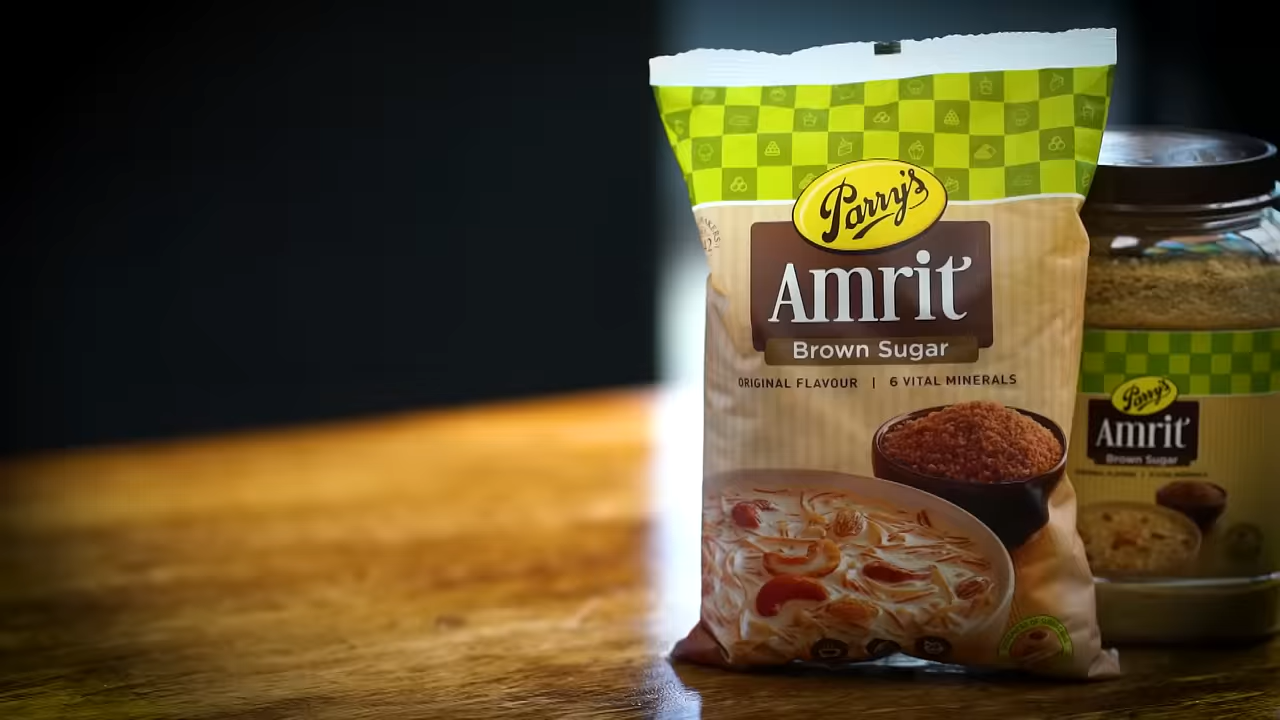 Parry's
Amrit
Brown Sugar
ORIGINAL FLAVOUR | 6 VITAL MINERALS
Parry's
Amrit
Brown Sugar